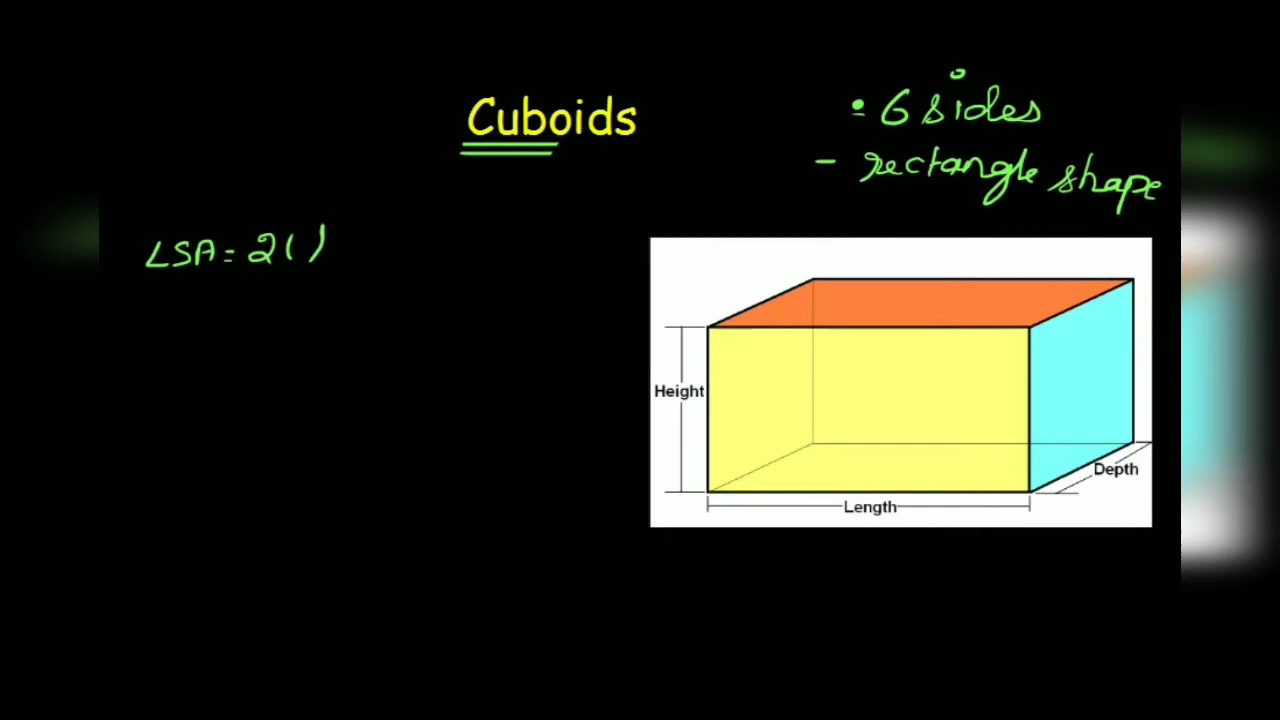 Cuboids
: 6 sides
- rectangle shape
LSA = 2( )
Height
Depth
Length